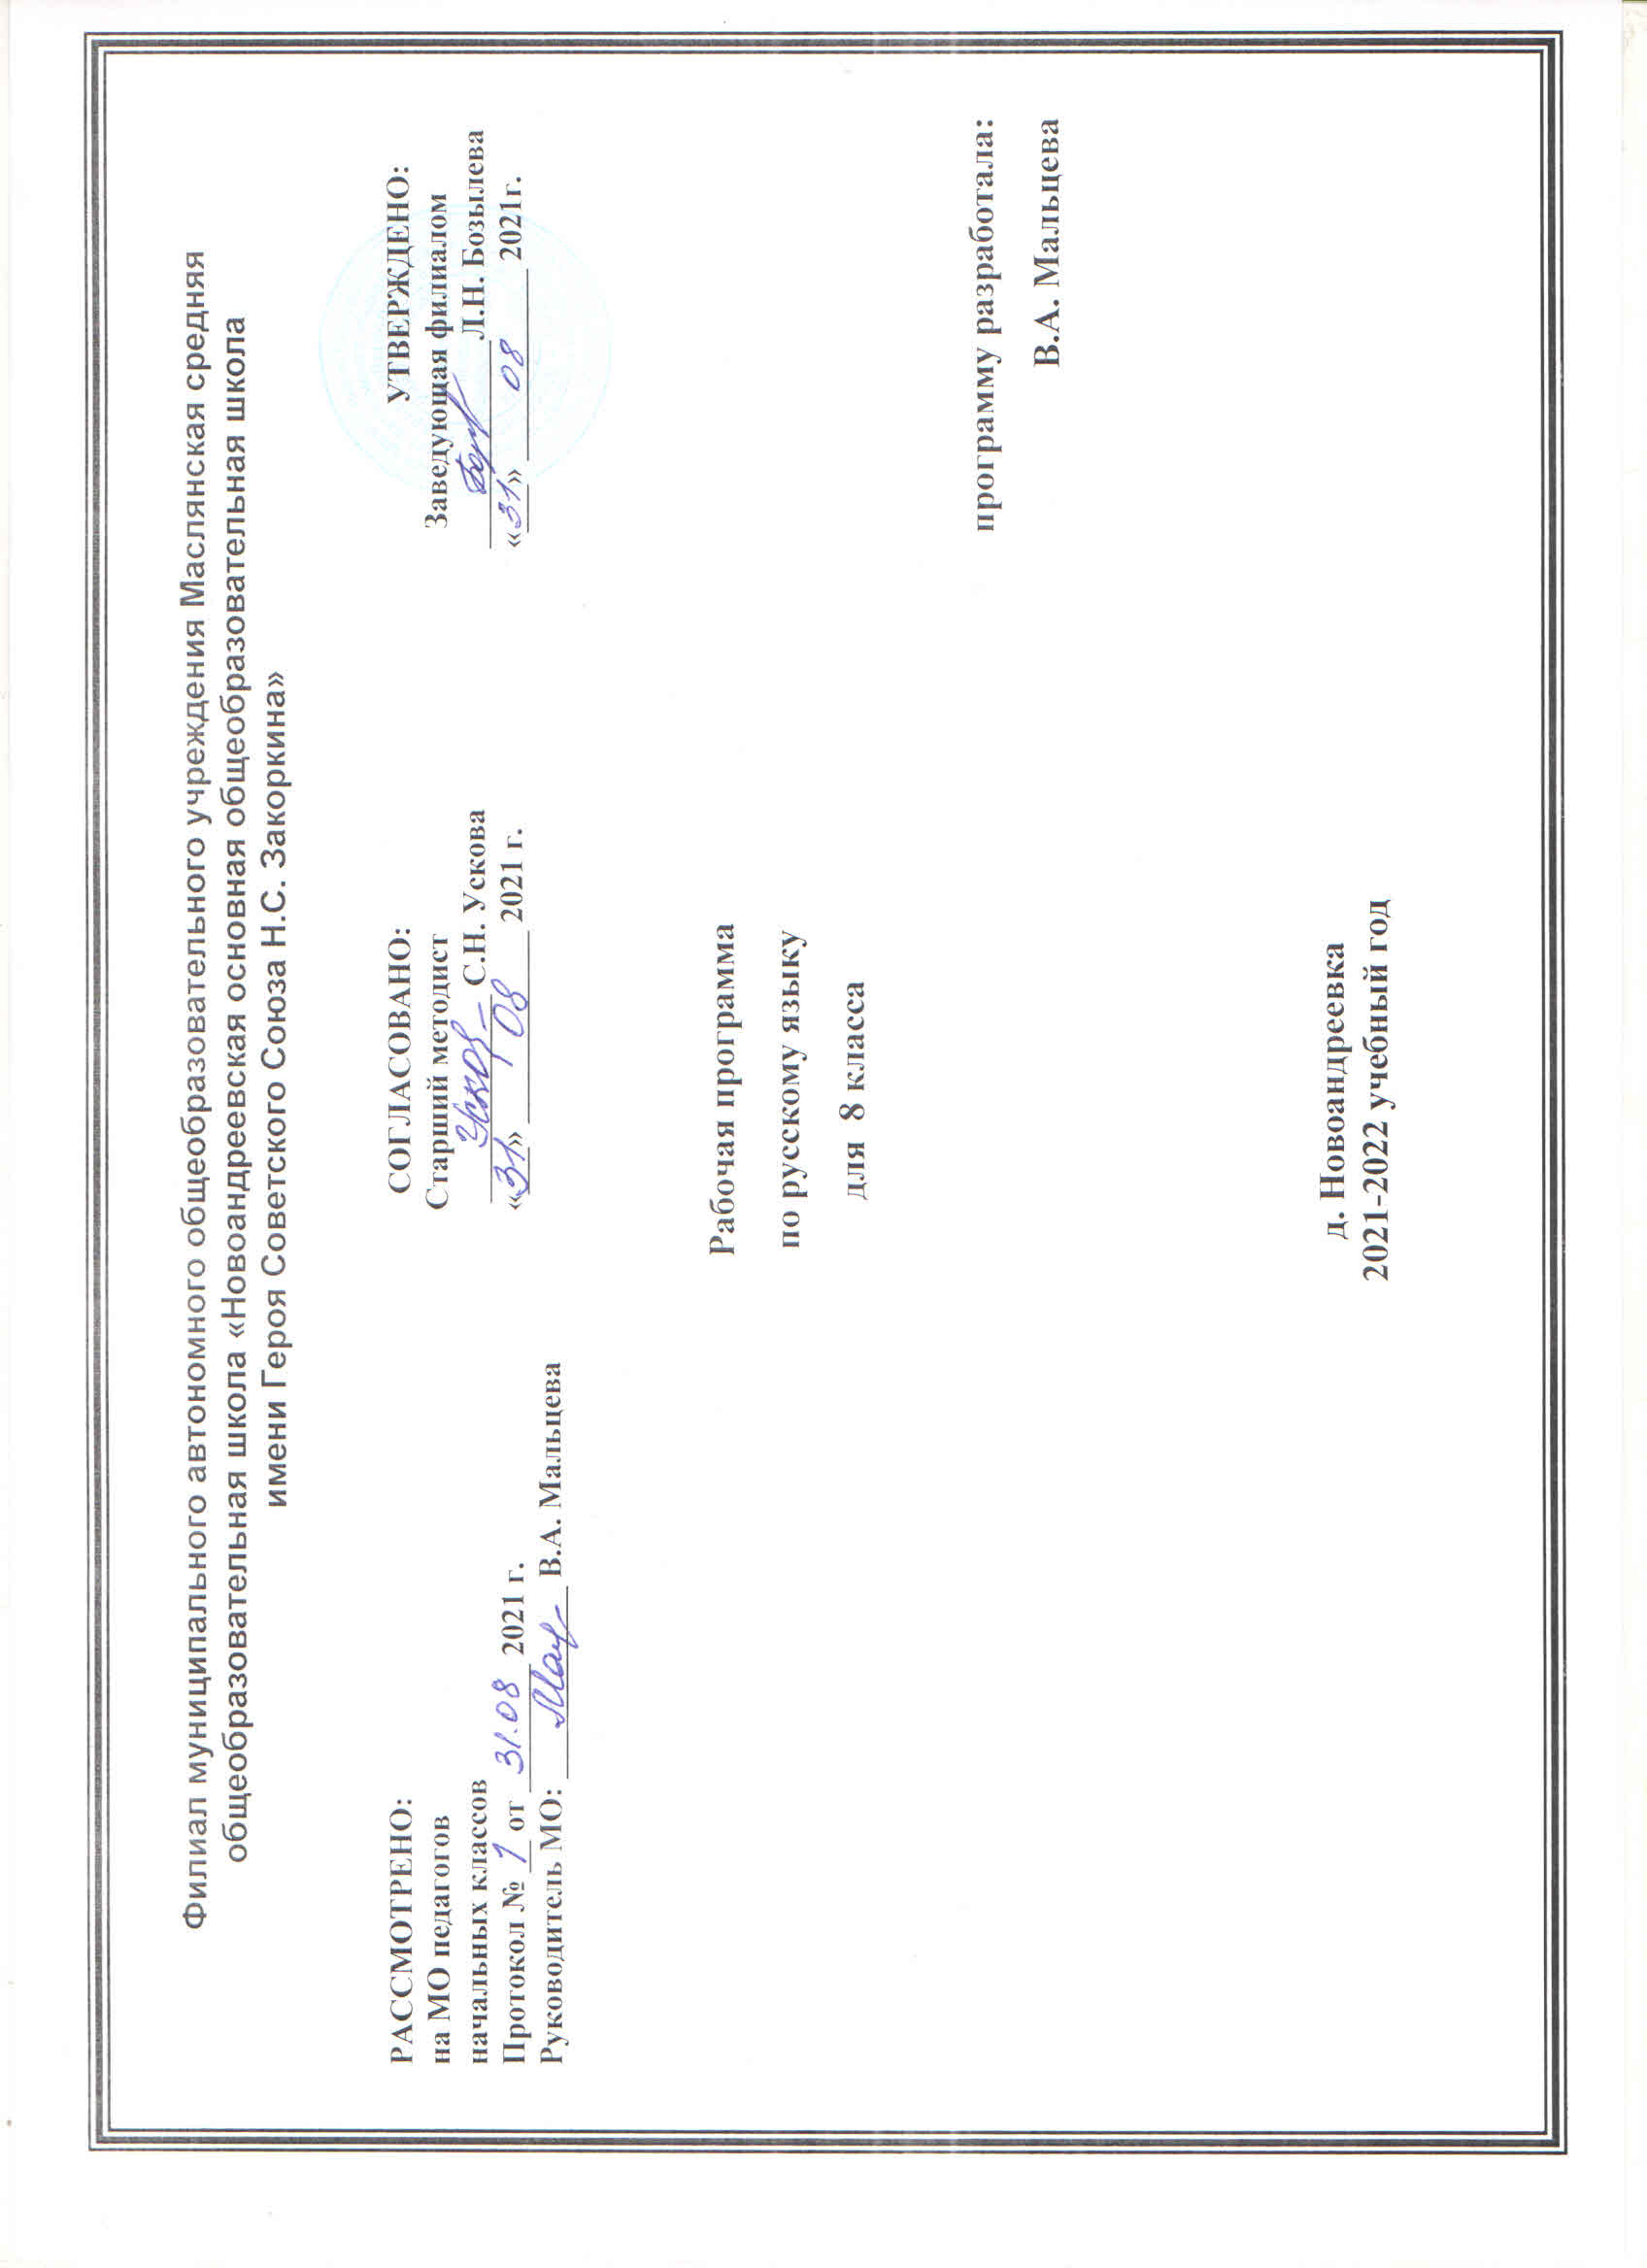 Филиал муниципального автономного общеобразовательного учреждения Маслянская средняя
общеобразовательная школа «Новоандреевская основная общеобразовательная школа
имени Героя Советского Союза Н.С. Закоркина»
РАССМОТРЕНО:
на МО педагогов
начальных классов
Протокол № 1 от 31.08 2021 г.
Руководитель МО: В.А. Мальцева
СОГЛАСОВАНО:
Старший методист
С.Н. Ускова
«31» 08 2021 г.
УТВЕРЖДЕНО:
Заведующая филиалом
Л.Н. Бозылева
«31» 08 2021г.
Рабочая программа
по русскому языку
для 8 класса
программу разработала:
В.А. Мальцева
д. Новоандреевка
2021-2022 учебный год